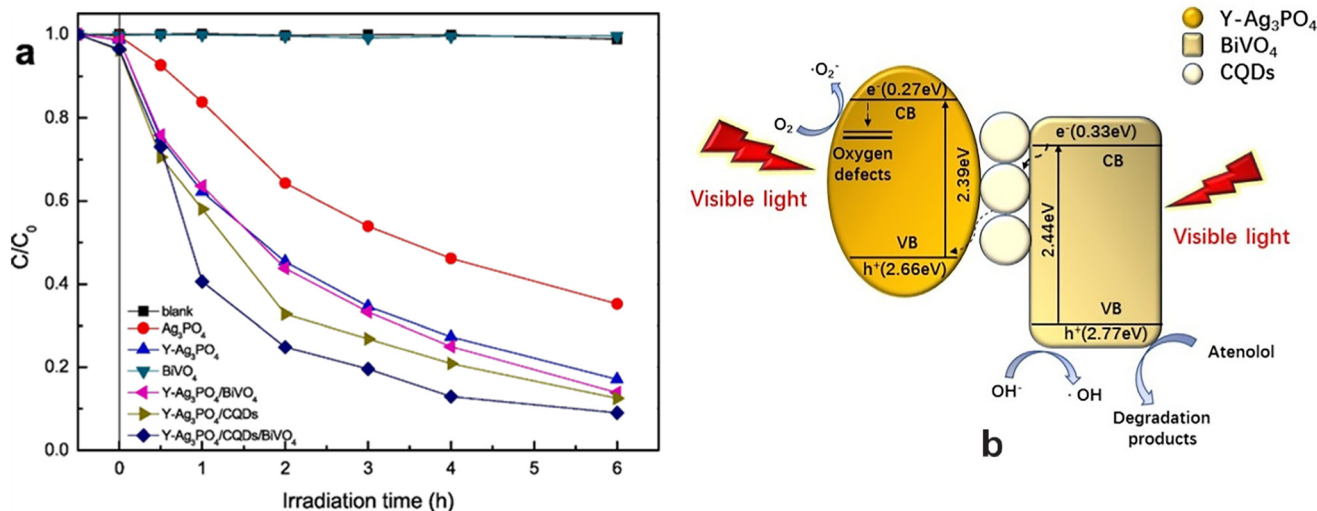 a
1.0
0.8
0.6
0.4
0.2
0.0
C/C₀
blank
Ag₃PO₄
Y-Ag₃PO₄
BiVO₄
Y-Ag₃PO₄/BiVO₄
Y-Ag₃PO₄/CQDs
Y-Ag₃PO₄/CQDs/BiVO₄
0 1 2 3 4 5 6
Irradiation time (h)
Y-Ag₃PO₄
BiVO₄
CQDs
·O₂⁻
O₂
e⁻(0.27eV)
CB
Oxygen
defects
2.39eV
VB
h⁺(2.66eV)
Visible light
e⁻(0.33eV)
CB
2.44eV
VB
h⁺(2.77eV)
Visible light
OH⁻
·OH
Atenolol
Degradation
products
b